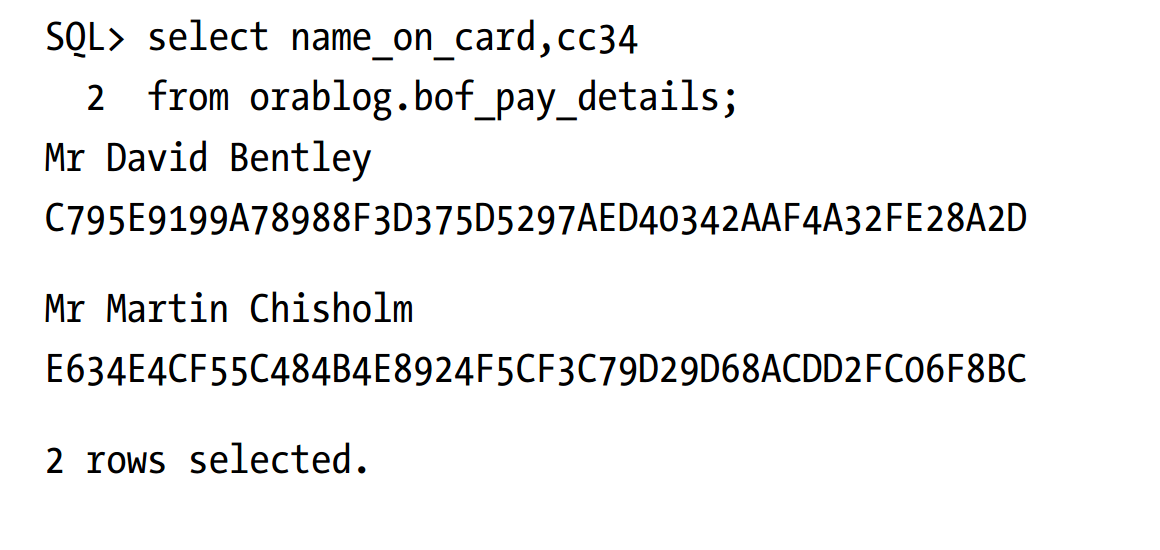 SQL> select name_on_card,cc34
  2  from orablog.bof_pay_details;
Mr David Bentley
C795E9199A78988F3D375D5297AED40342AAF4A32FE28A2D
Mr Martin Chisholm
E634E4CF55C484B4E8924F5CF3C79D29D68ACDD2FC06F8BC
2 rows selected.